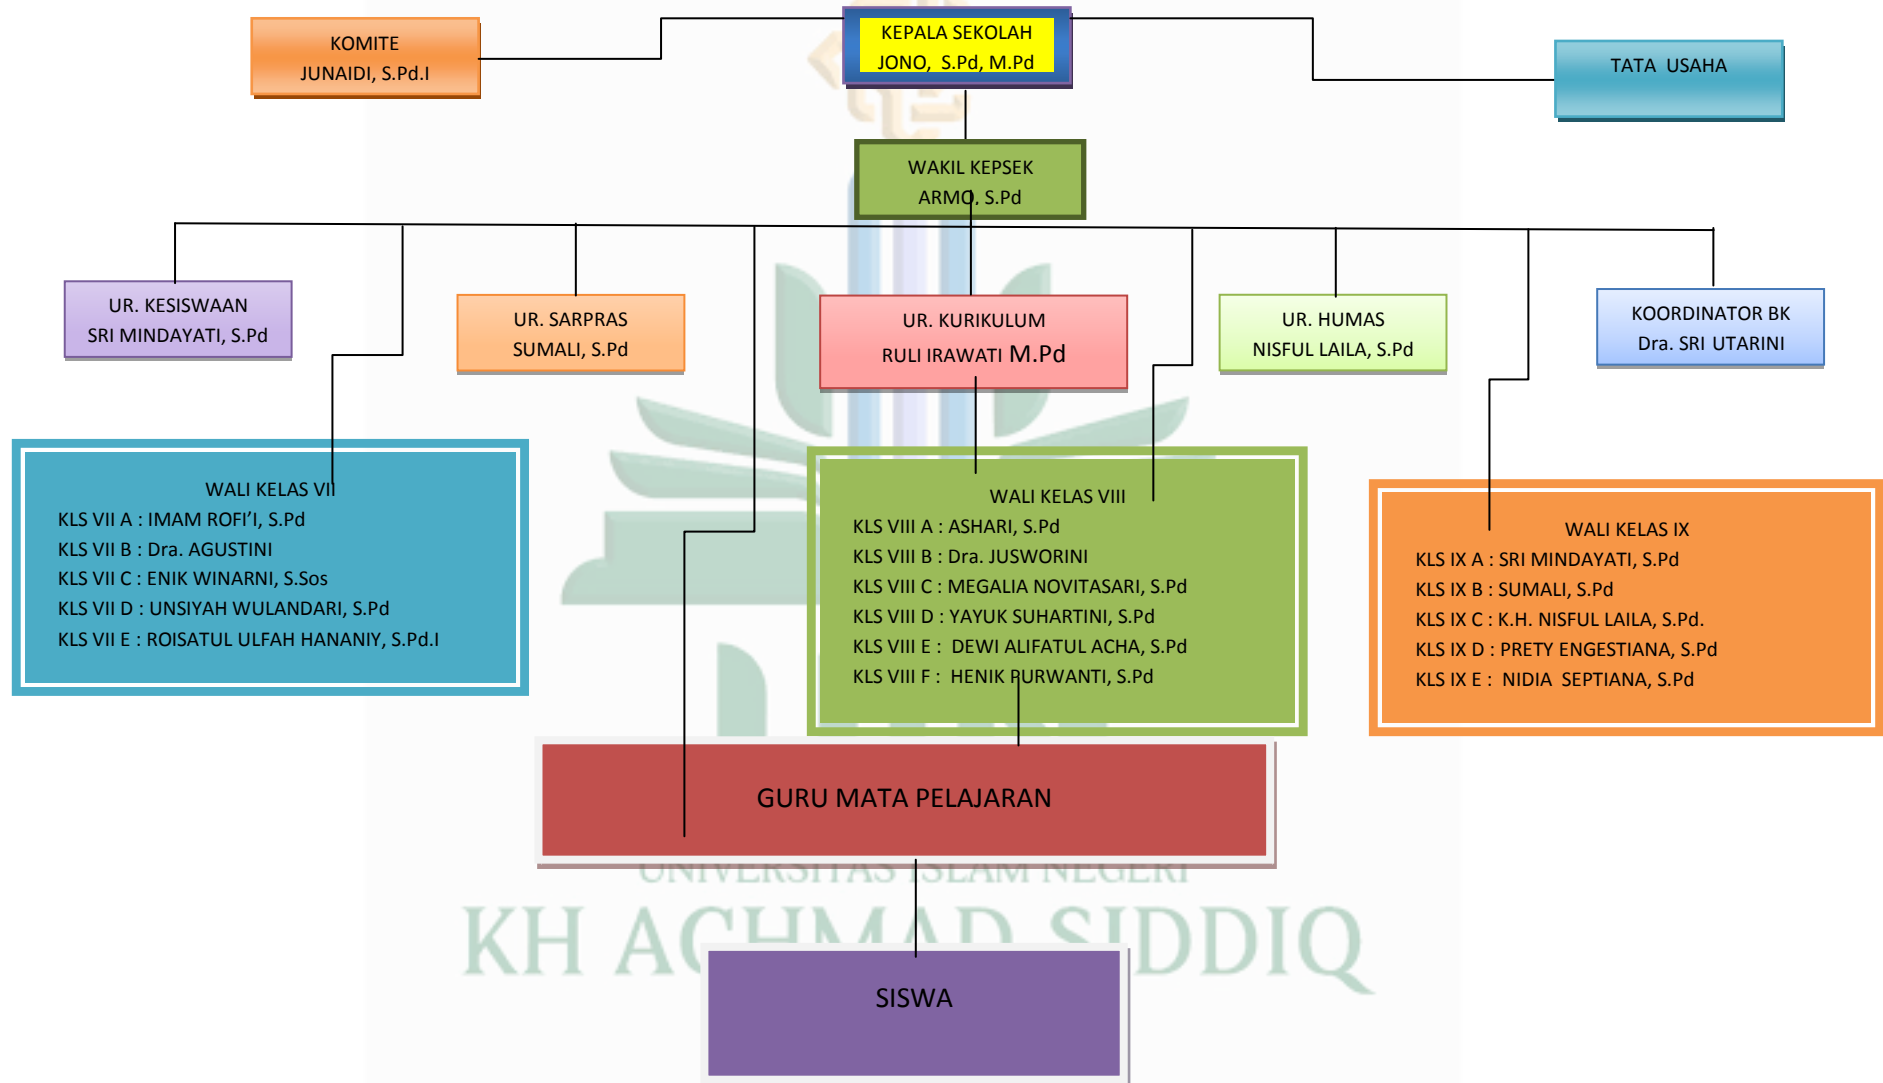 KOMITE
JUNAIDI, S.Pd.I
KEPALA SEKOLAH
JONO, S.Pd, M.Pd
TATA USAHA
WAKIL KEPSEK
ARMO, S.Pd
UR. KESISWAAN
SRI MINDAYATI, S.Pd
UR. SARPRAS
SUMALI, S.Pd
UR. KURIKULUM
RULI IRAWATI M.Pd
UR. HUMAS
NISFUL LAILA, S.Pd
KOORDINATOR BK
Dra. SRI UTARINI
WALI KELAS VII
KLS VII A : IMAM ROFI’I, S.Pd
KLS VII B : Dra. AGUSTINI
KLS VII C : ENIK WINARNI, S.Sos
KLS VII D : UNSIYAH WULANDARI, S.Pd
KLS VII E : ROISATUL ULFAH HANANIY, S.Pd.I
WALI KELAS VIII
KLS VIII A : ASHARI, S.Pd
KLS VIII B : Dra. JUSWORINI
KLS VIII C : MEGALIA NOVITASARI, S.Pd
KLS VIII D : YAYUK SUHARTINI, S.Pd
KLS VIII E : DEWI ALIFATUL ACHA, S.Pd
KLS VIII F : HENIK PURWANTI, S.Pd
WALI KELAS IX
KLS IX A : SRI MINDAYATI, S.Pd
KLS IX B : SUMALI, S.Pd
KLS IX C : K.H. NISFUL LAILA, S.Pd.
KLS IX D : PRETY ENGESTIANA, S.Pd
KLS IX E : NIDIA SEPTIANA, S.Pd
GURU MATA PELAJARAN
UNIVERSITAS ISLAM NEGERI
KH ACHMAD SIDDIQ
SISWA